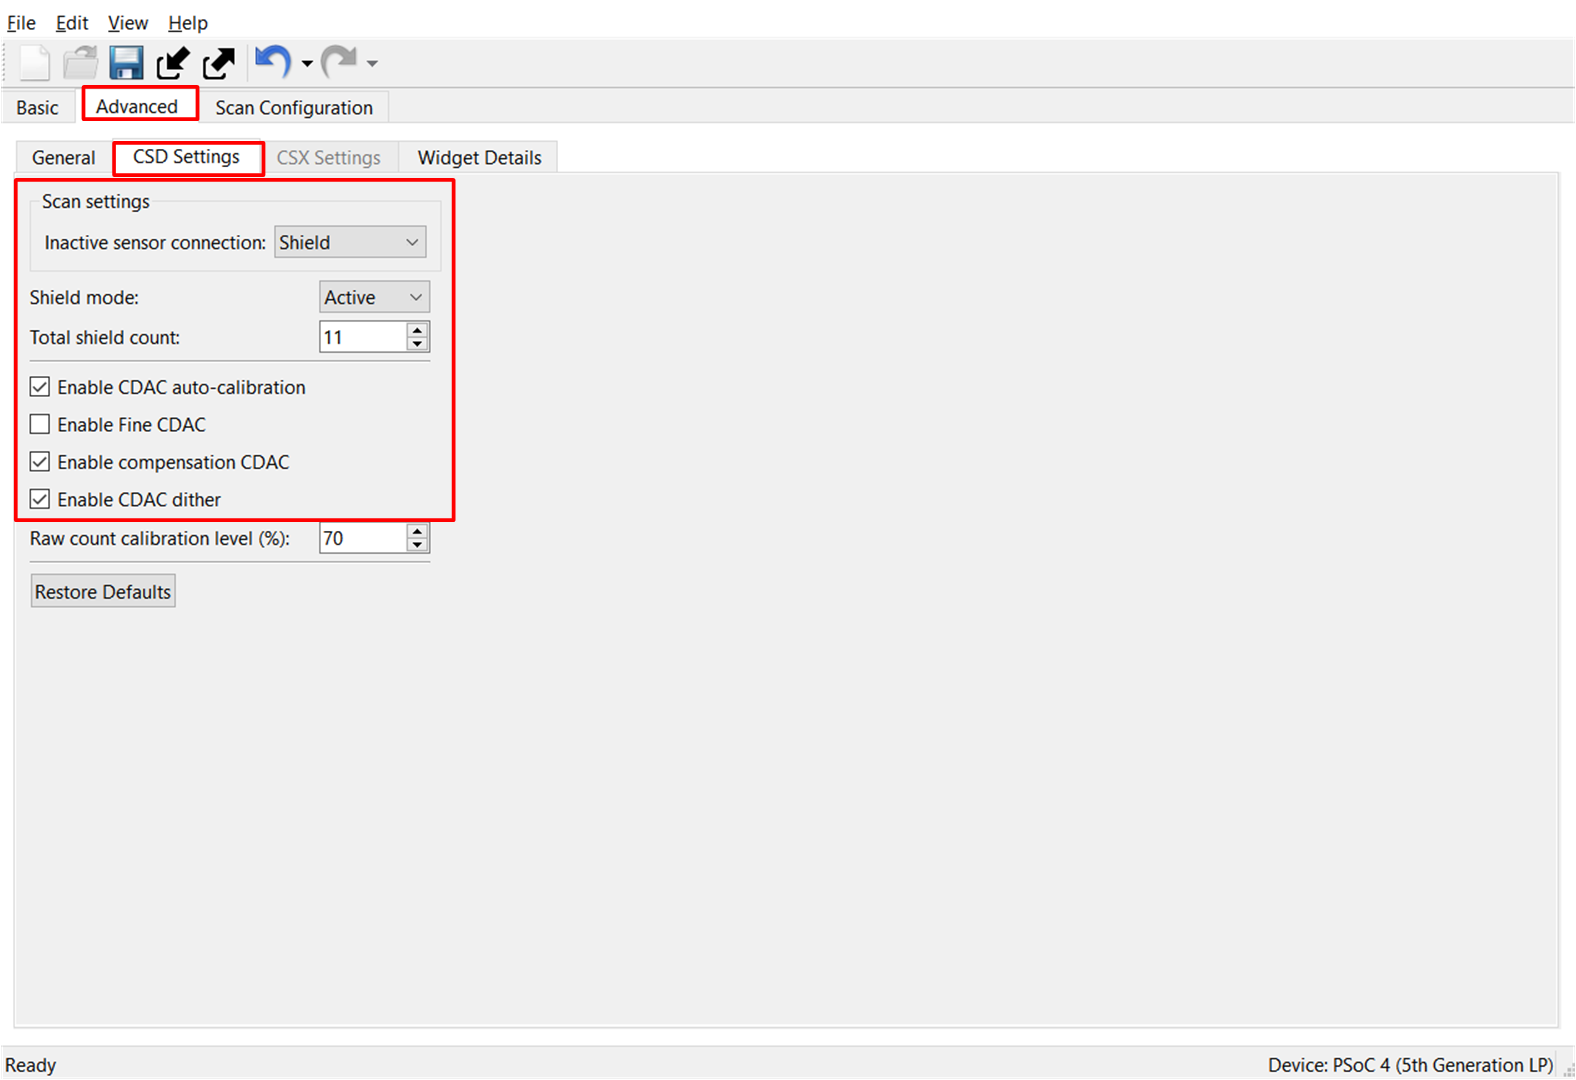 File Edit View Help
Basic Advanced Scan Configuration
General CSD Settings CSX Settings Widget Details
Scan settings
Inactive sensor connection: Shield
Shield mode: Active
Total shield count: 11
Enable CDAC auto-calibration
Enable Fine CDAC
Enable compensation CDAC
Enable CDAC dither
Raw count calibration level (%): 70
Restore Defaults
Ready Device: PSoC 4 (5th Generation LP)